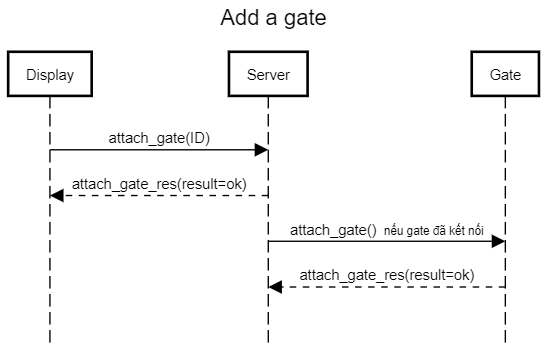 Add a gate
Display Server Gate
attach_gate(ID)
attach_gate_res(result=ok)
attach_gate() nếu gate đã kết nối
attach_gate_res(result=ok)